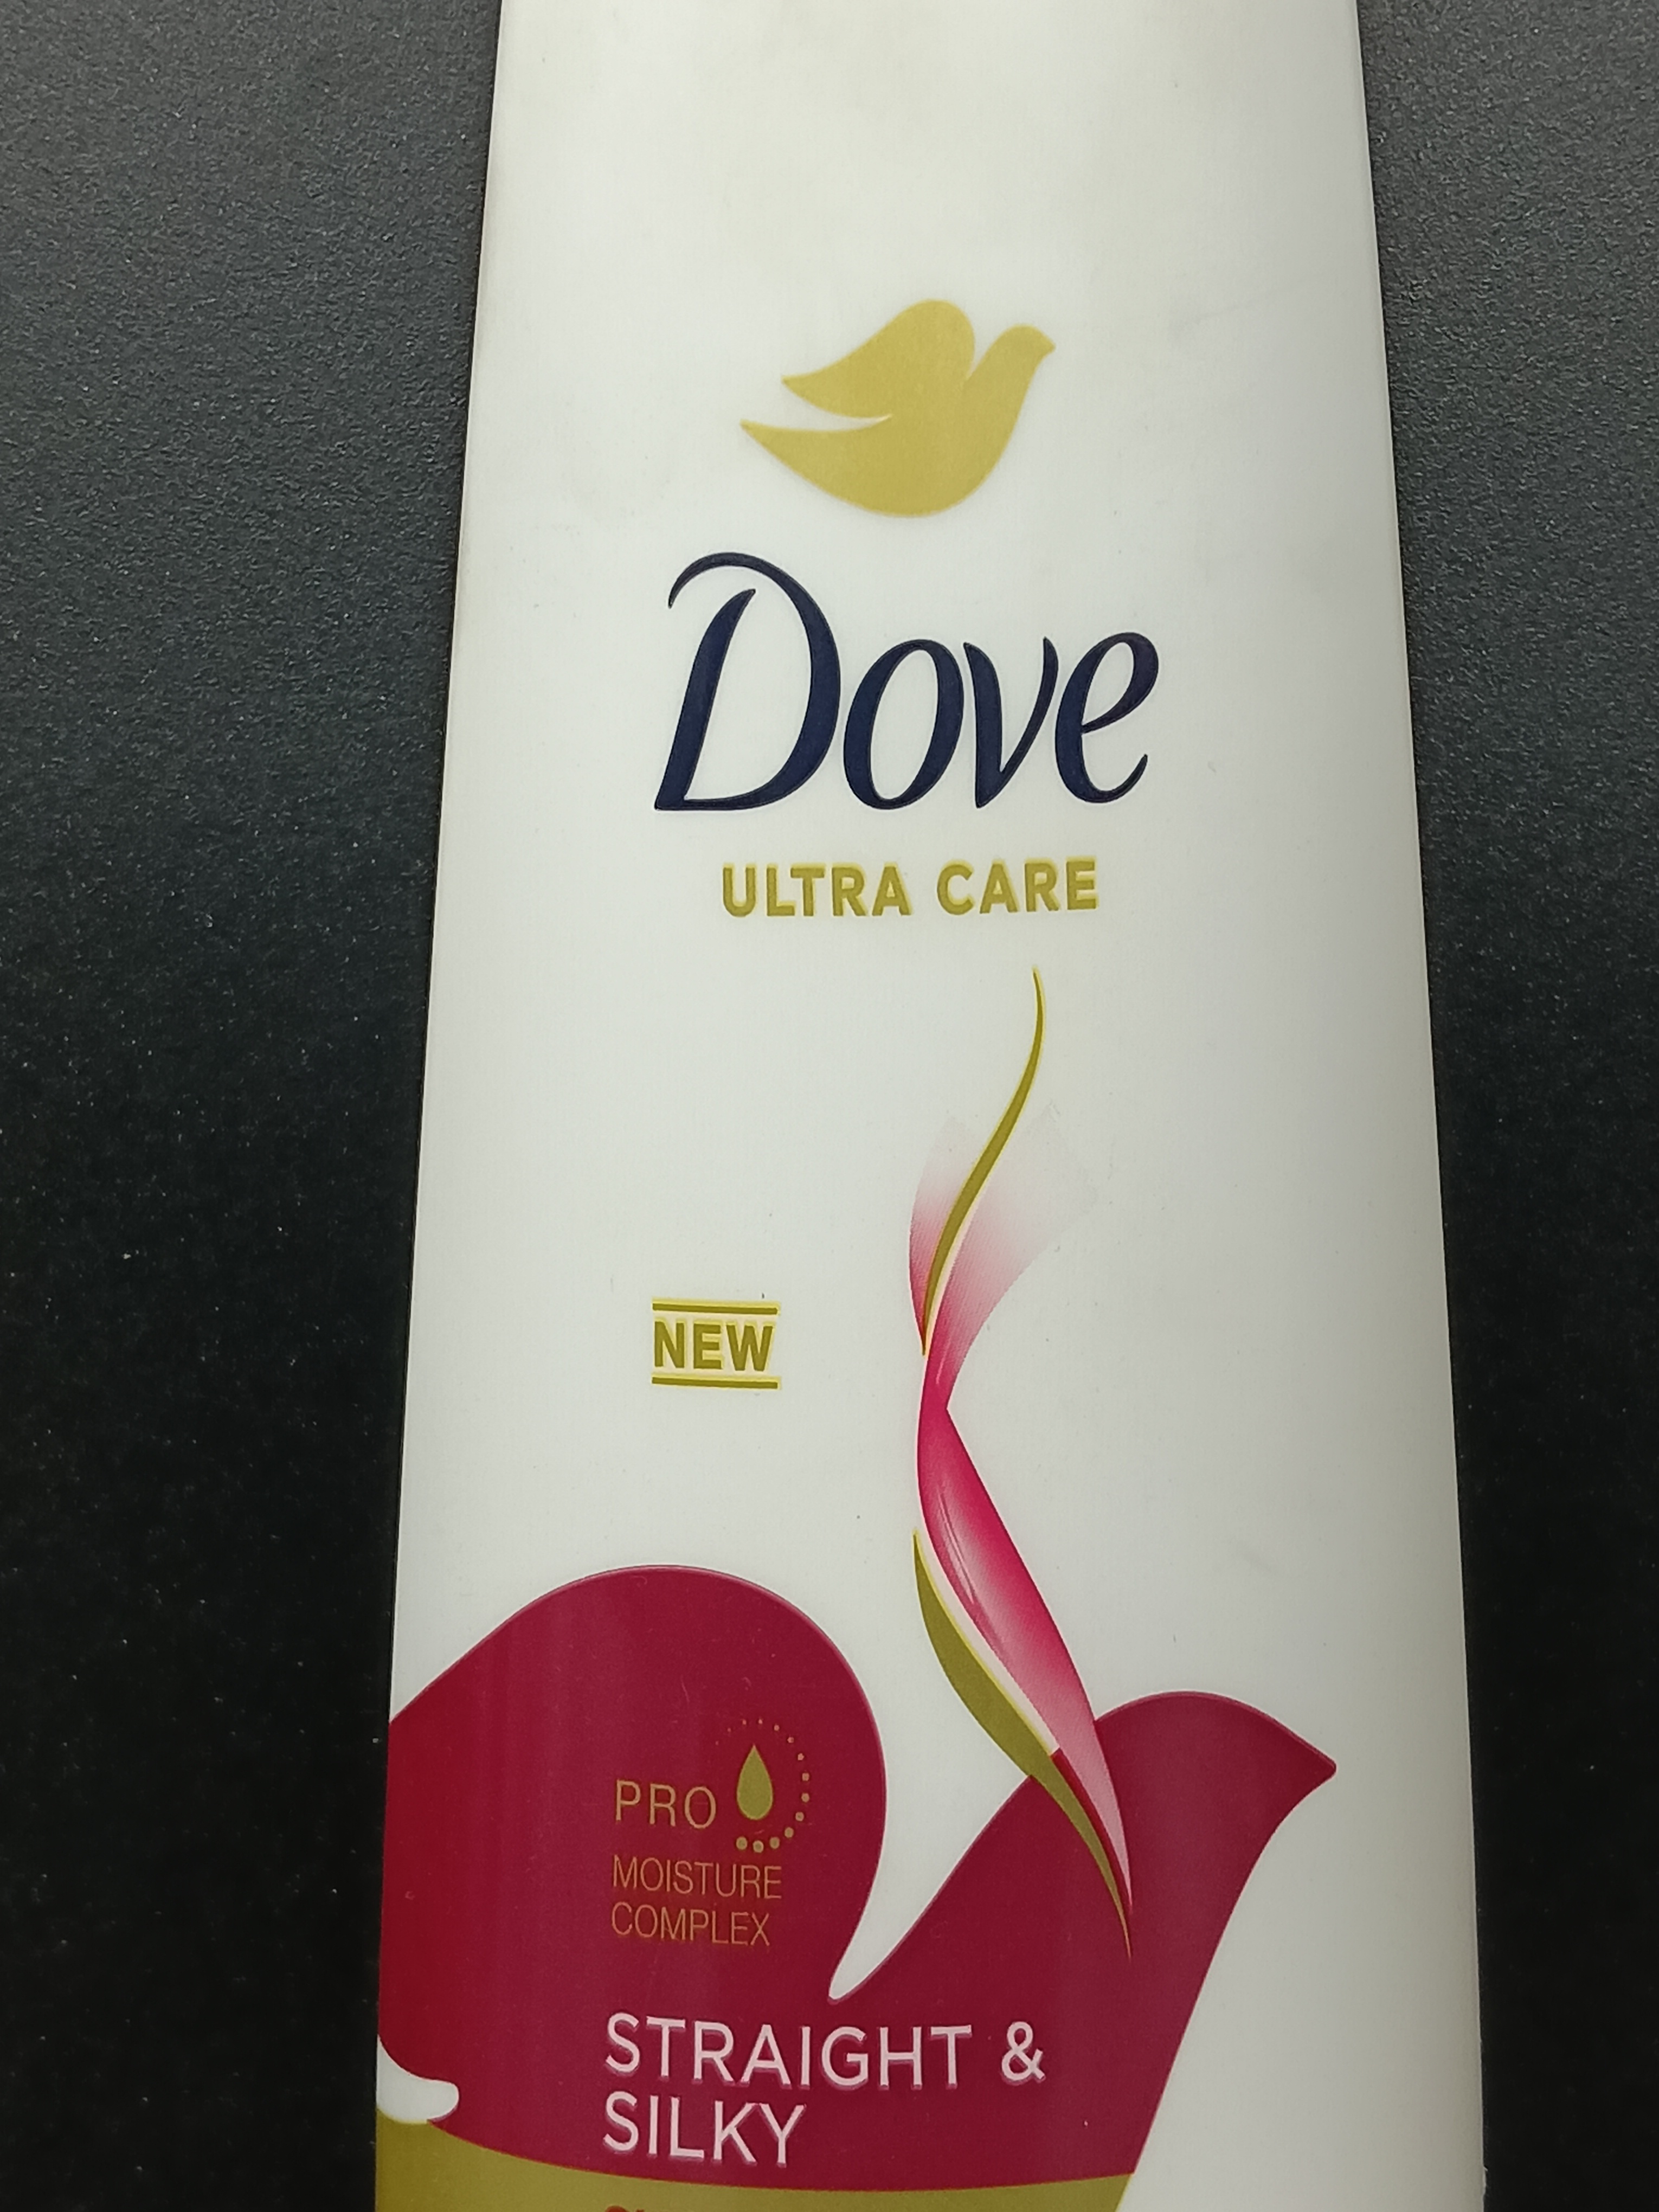 Dove
ULTRA CARE
NEW
PRO
MOISTURE
COMPLEX
STRAIGHT &
SILKY